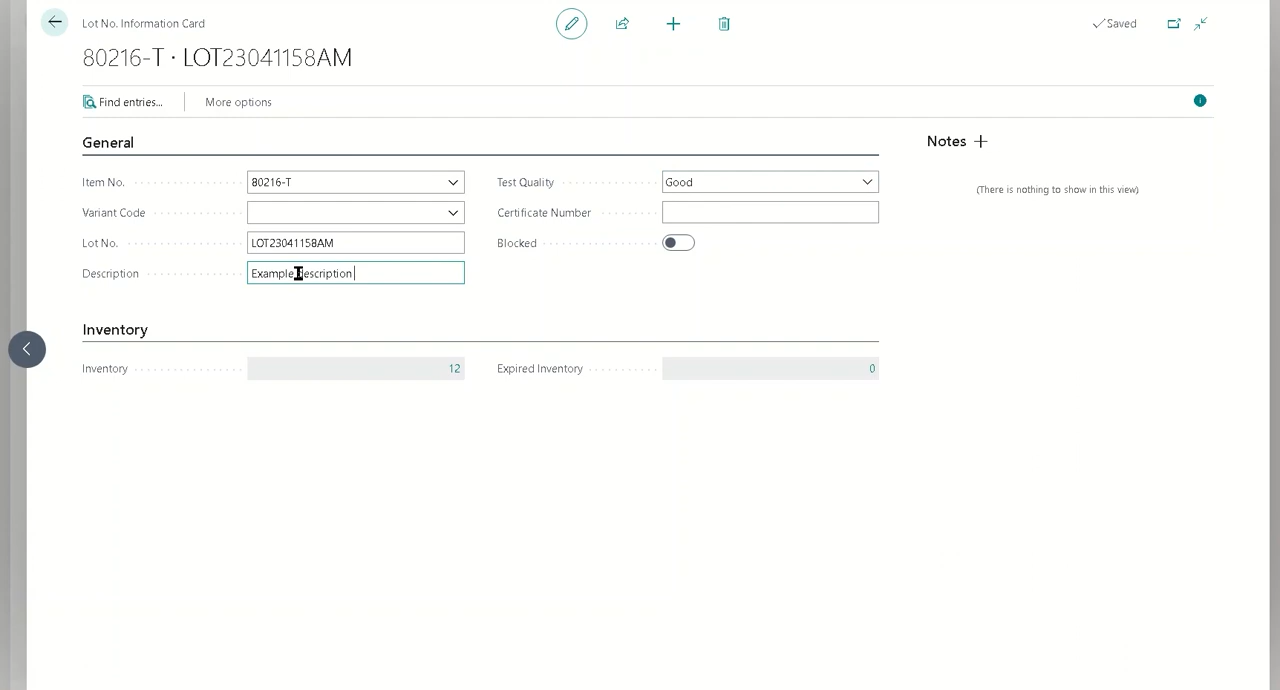 Lot No. Information Card
Saved
80216-T · LOT23041158AM
Find entries...
More options
General
Item No.
80216-T
Variant Code
Lot No.
LOT23041158AM
Description
Example Description
Test Quality
Good
Certificate Number
Blocked
Notes
(There is nothing to show in this view)
Inventory
Inventory
12
Expired Inventory
0